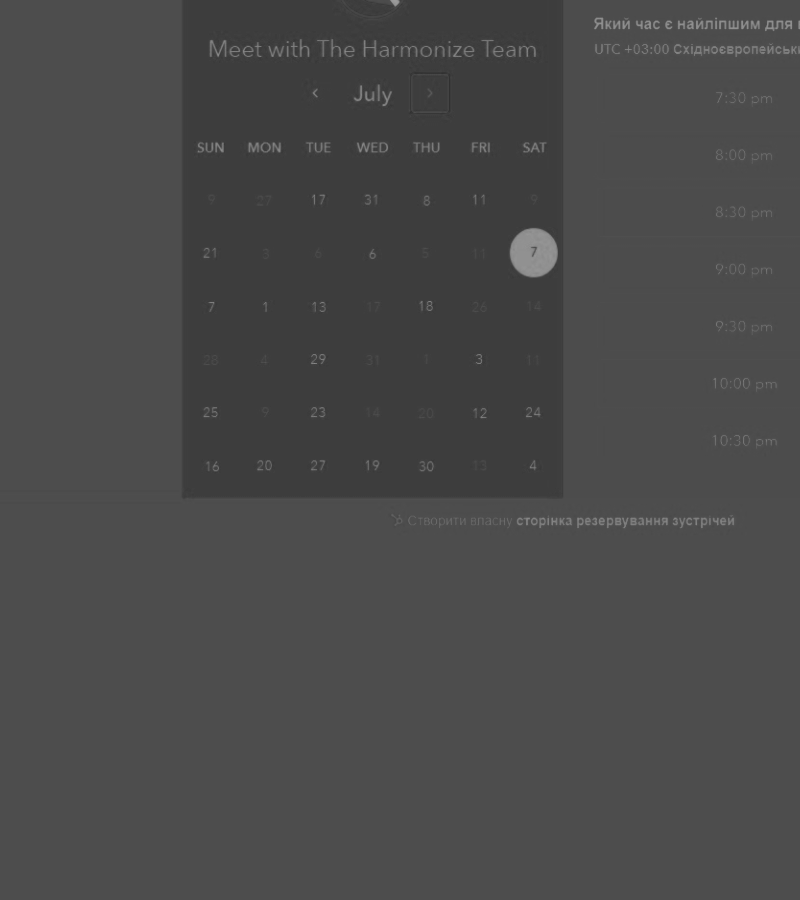 Meet with The Harmonize Team
July
SUN MON TUE WED THU FRI SAT
9 27 17 31 8 11 9
21 3 6 6 5 11 7
7 1 13 17 18 26 14
28 4 29 31 1 3 11
25 9 23 14 20 12 24
16 20 27 19 30 13 4
Який час є найліпшим для
UTC +03:00 Східноєвропейськ
7:30 pm
8:00 pm
8:30 pm
9:00 pm
9:30 pm
10:00 pm
10:30 pm
Створити власну сторінка резервування зустрічей